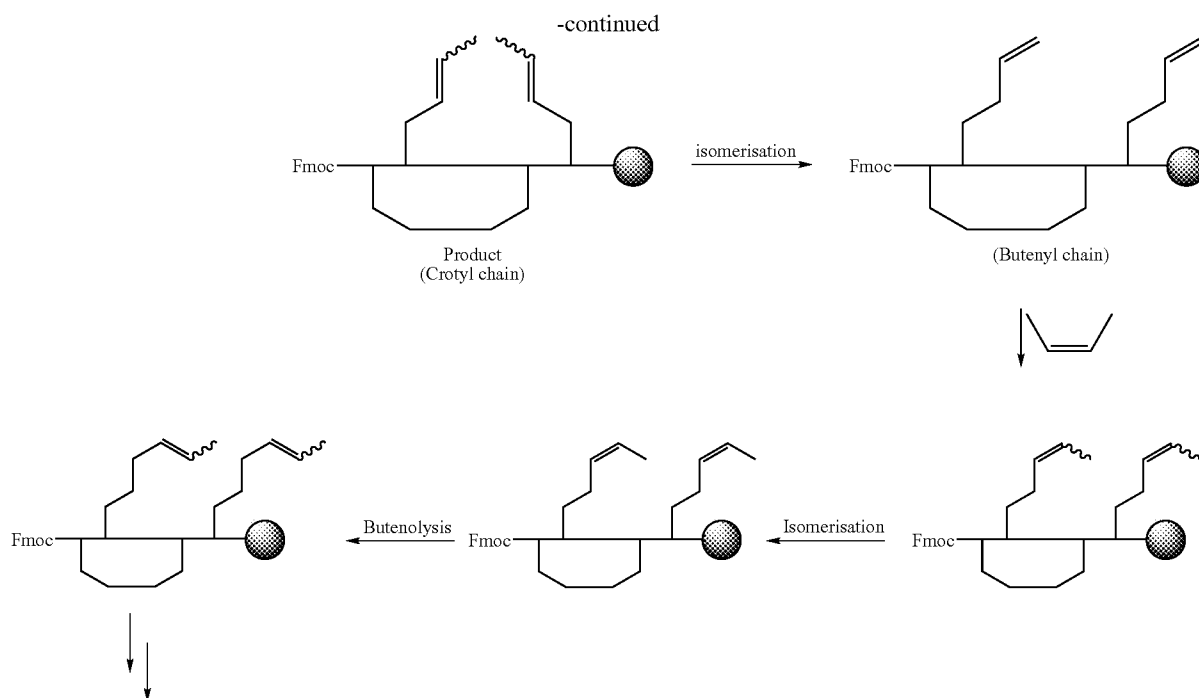 -continued
Fmoc
isomerisation
Fmoc
Product
(Crotyl chain)
(Butenyl chain)
Fmoc
Butenolysis
Fmoc
Isomerisation
Fmoc